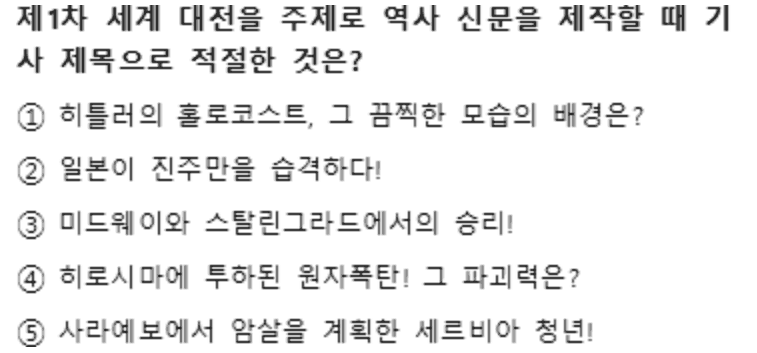 제1차 세계 대전을 주제로 역사 신문을 제작할 때 기
사 제목으로 적절한 것은?
① 히틀러의 홀로코스트, 그 끔찍한 모습의 배경은?
② 일본이 진주만을 습격하다!
③ 미드웨이와 스탈린그라드에서의 승리!
④ 히로시마에 투하된 원자폭탄! 그 파괴력은?
⑤ 사라예보에서 암살을 계획한 세르비아 청년!